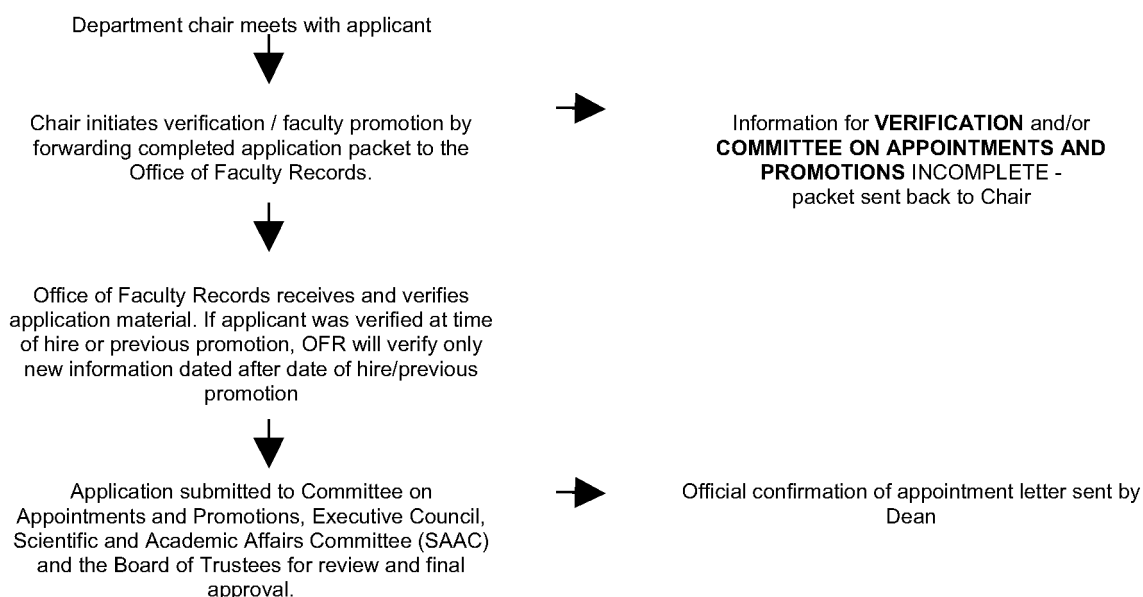 Department chair meets with applicant
Chair initiates verification / faculty promotion by
forwarding completed application packet to the
Office of Faculty Records.
Information for VERIFICATION and/or
COMMITTEE ON APPOINTMENTS AND
PROMOTIONS INCOMPLETE -
packet sent back to Chair
Office of Faculty Records receives and verifies
application material. If applicant was verified at time
of hire or previous promotion, OFR will verify only
new information dated after date of hire/previous
promotion
Application submitted to Committee on
Appointments and Promotions, Executive Council,
Scientific and Academic Affairs Committee (SAAC)
and the Board of Trustees for review and final
approval.
Official confirmation of appointment letter sent by
Dean